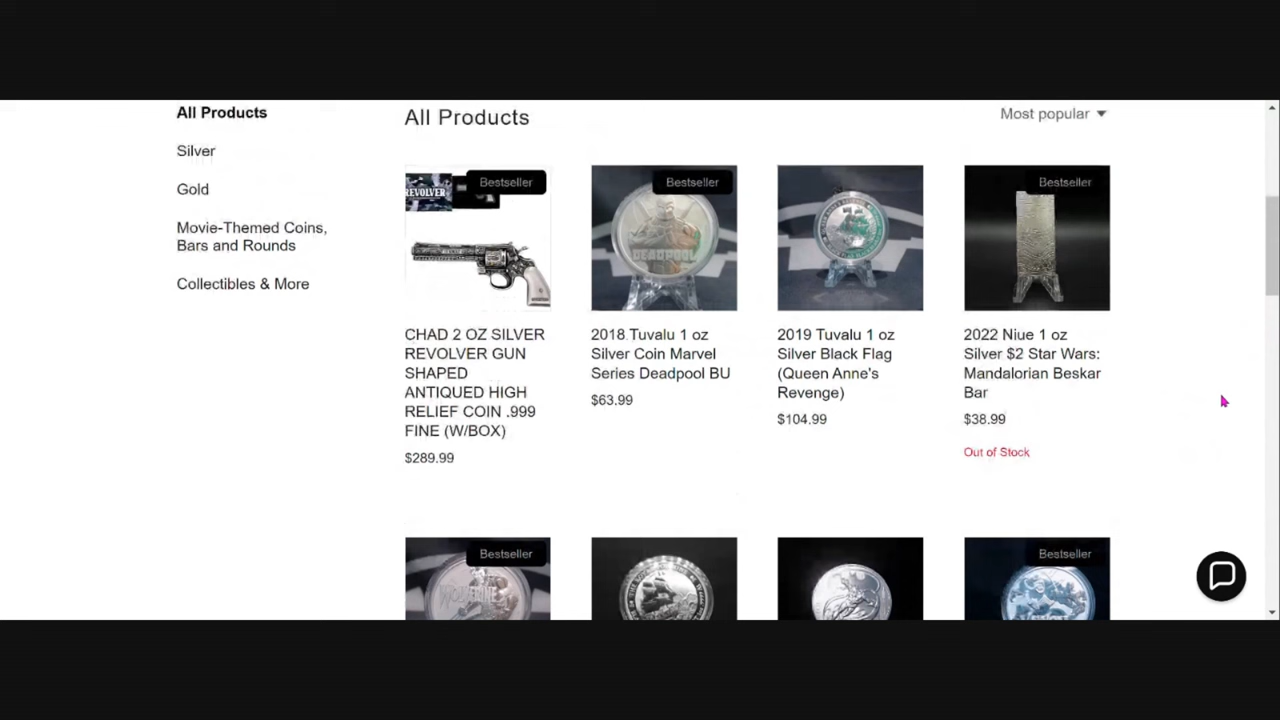 All Products
Silver
Gold
Movie-Themed Coins,
Bars and Rounds
Collectibles & More
All Products
Most popular
Bestseller
REVOLVER
CHAD 2 OZ SILVER
REVOLVER GUN
SHAPED
ANTIQUED HIGH
RELIEF COIN .999
FINE (W/BOX)
$289.99
Bestseller
DEADPOOL
2018 Tuvalu 1 oz
Silver Coin Marvel
Series Deadpool BU
$63.99
2019 Tuvalu 1 oz
Silver Black Flag
(Queen Anne's
Revenge)
$104.99
Bestseller
2022 Niue 1 oz
Silver $2 Star Wars:
Mandalorian Beskar
Bar
$38.99
Out of Stock
Bestseller
WOLVERINE
Bestseller